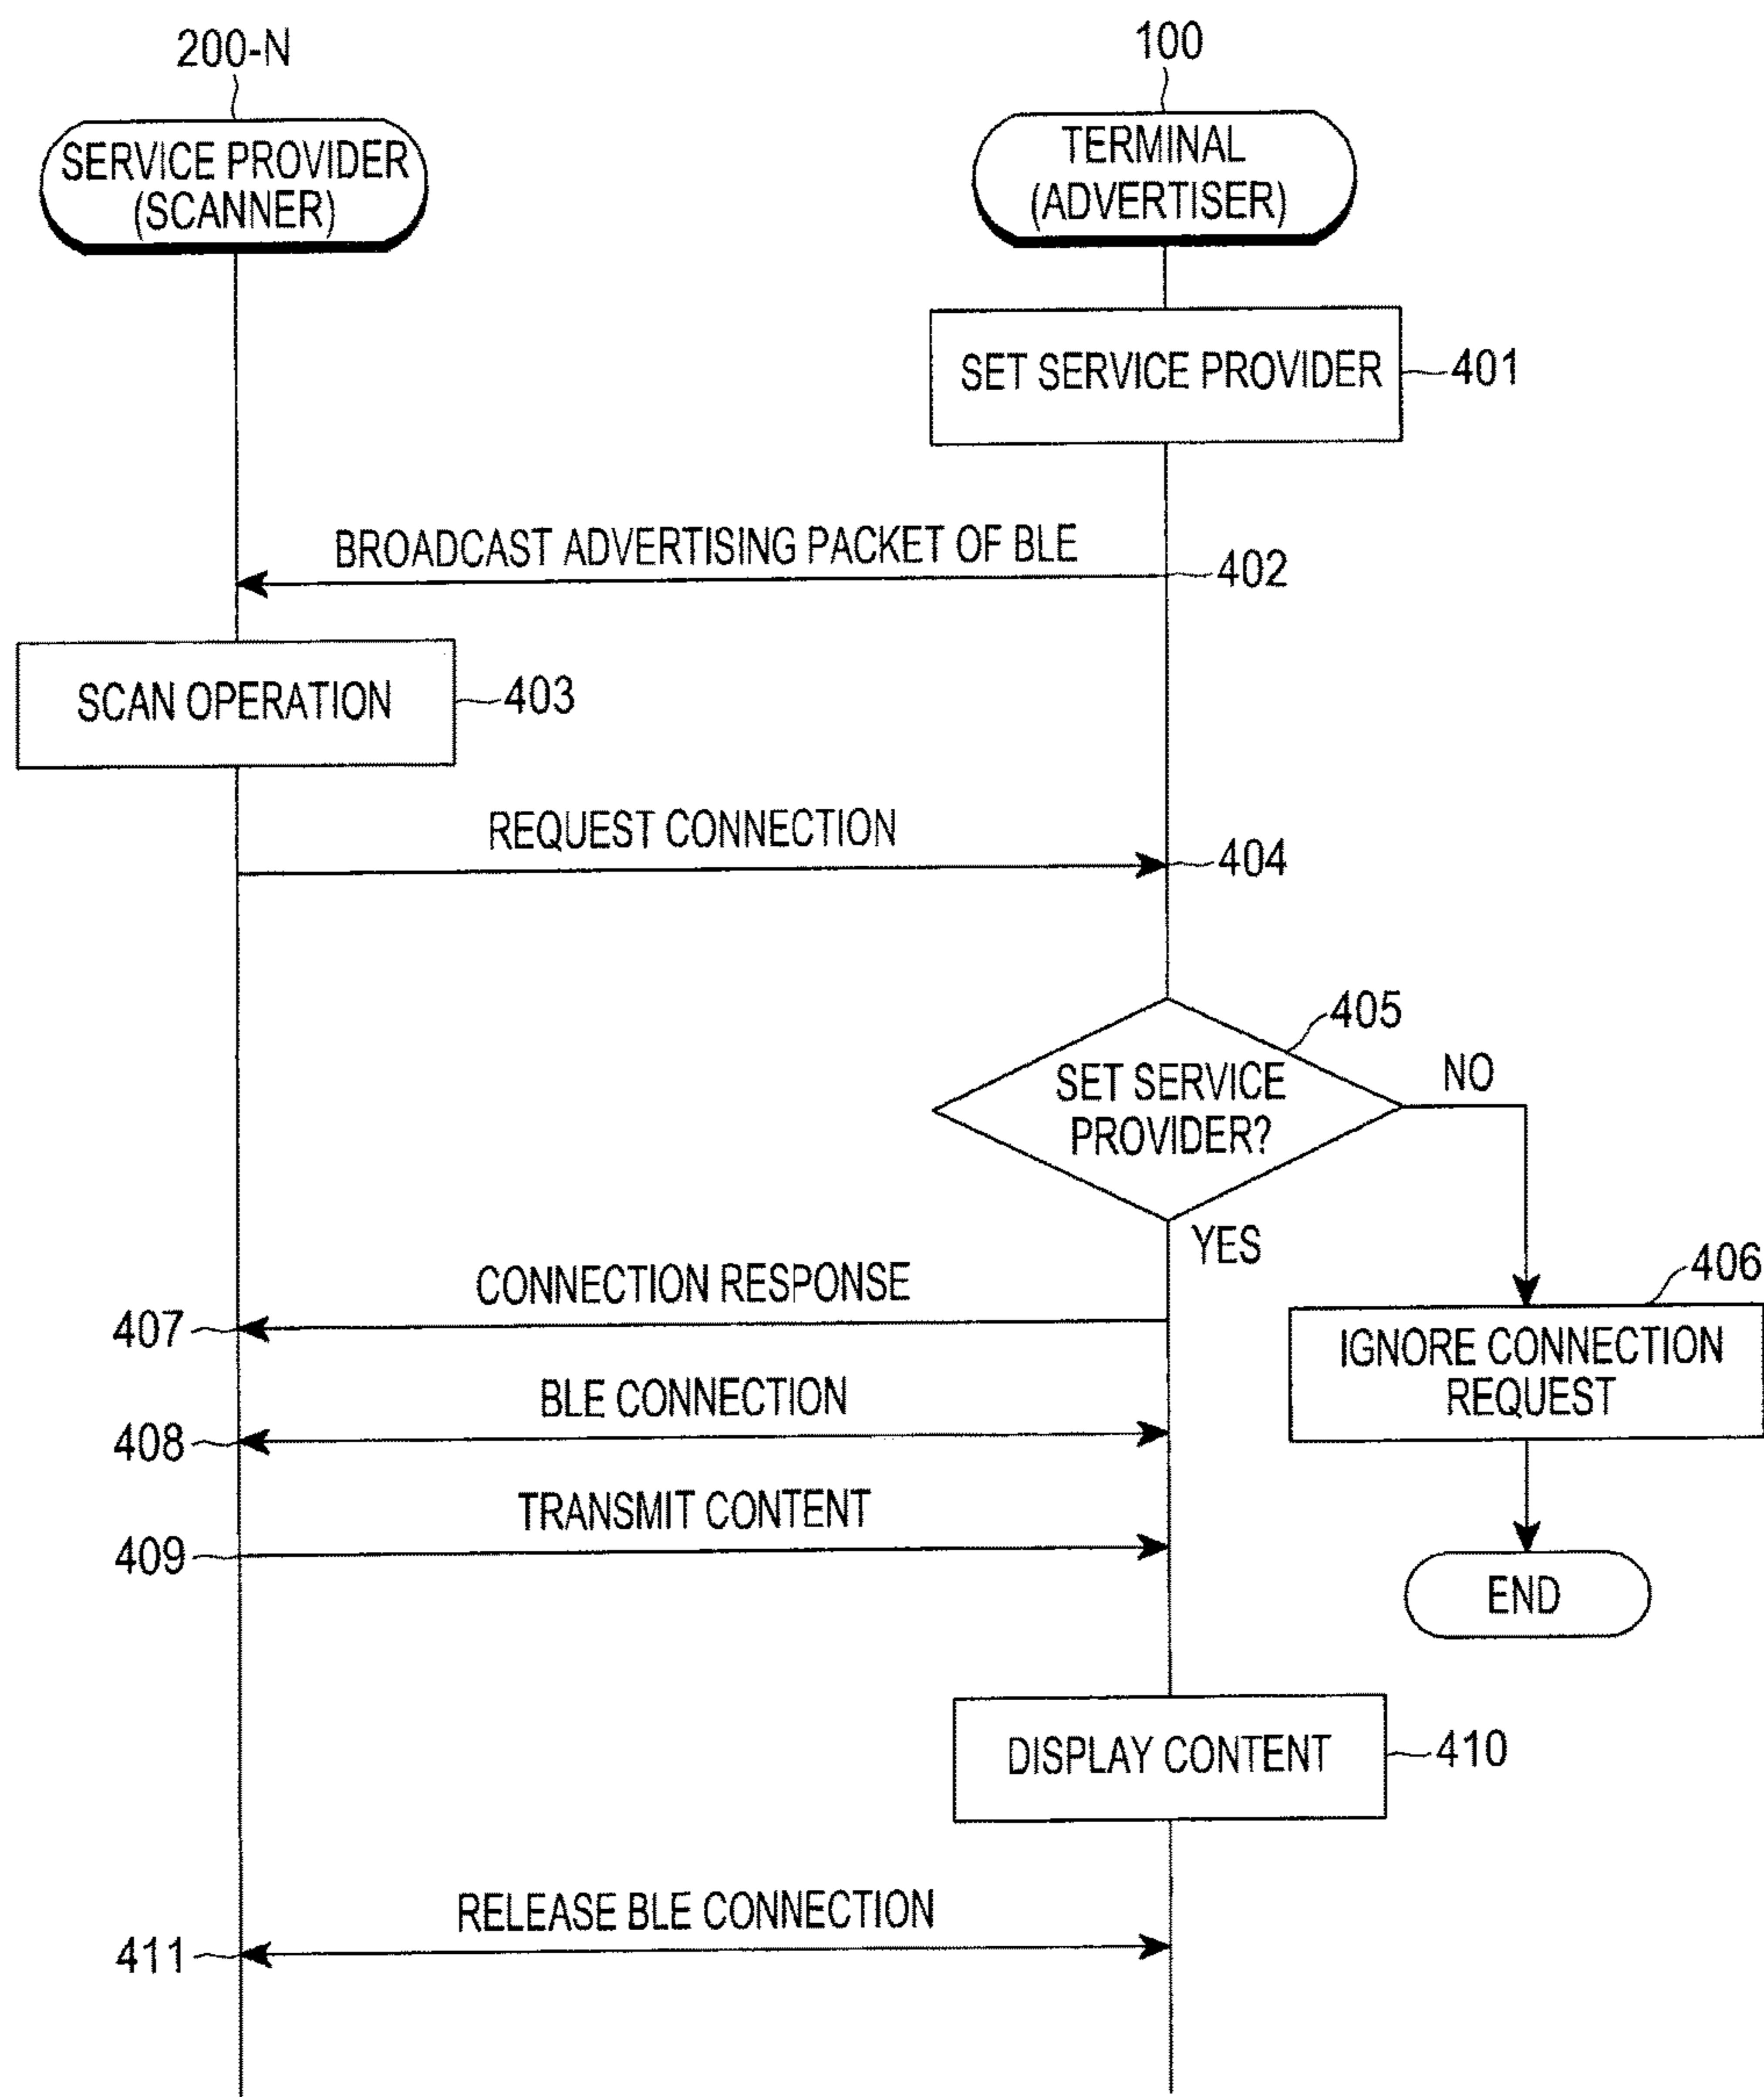 200-N
100
SERVICE PROVIDER
(SCANNER)
TERMINAL
(ADVERTISER)
SET SERVICE PROVIDER
401
BROADCAST ADVERTISING PACKET OF BLE
402
SCAN OPERATION
403
REQUEST CONNECTION
404
405
SET SERVICE
PROVIDER?
NO
YES
CONNECTION RESPONSE
407
406
IGNORE CONNECTION
REQUEST
BLE CONNECTION
408
TRANSMIT CONTENT
409
END
DISPLAY CONTENT
410
RELEASE BLE CONNECTION
411